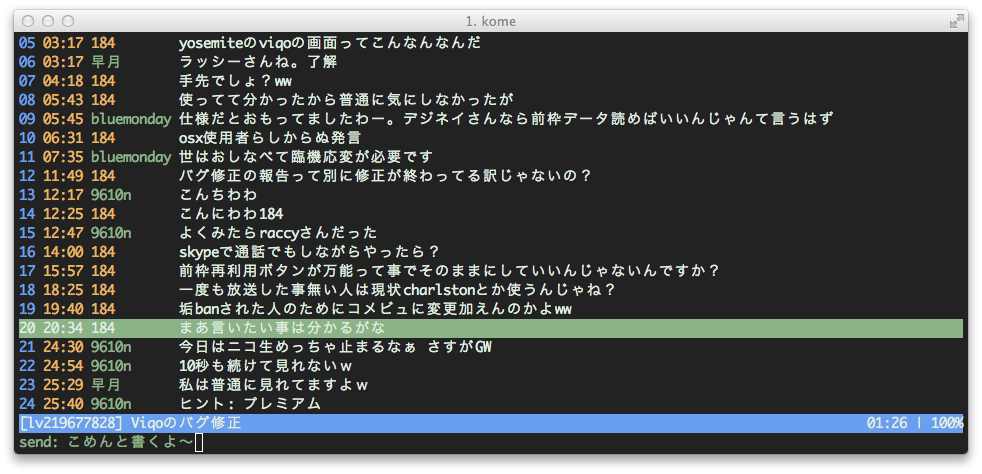 1. kome
05 03:17 184 yosemiteのviqoの画面ってこんなんなんだ
06 03:17 早月 ラッシーさんね。了解
07 04:18 184 手先でしょ？ww
08 05:43 184 使ってて分かったから普通に気にしなかったが
09 05:45 bluemonday 仕様だとおもってましたわー。デジネイさんなら前枠データ読めばいいんじゃんて言うはず
10 06:31 184 osx使用者らしからぬ発言
11 07:35 bluemonday 世はおしなべて臨機応変が必要です
12 11:49 184 バグ修正の報告って別に修正が終わってる訳じゃないの？
13 12:17 9610n こんちわわ
14 12:25 184 こんにわわ184
15 12:47 9610n よくみたらraccyさんだった
16 14:00 184 skypeで通話でもしながらやったら？
17 15:57 184 前枠再利用ボタンが万能って事でそのままにしていいんじゃないんですか？
18 18:25 184 一度も放送した事無い人は現状charlestonとか使うんじゃね？
19 19:40 184 垢banされた人のためにコメビュに変更加えんのかよww
20 20:34 184 まあ言いたい事は分かるがな
21 24:30 9610n 今日はニコ生めっちゃ止まるなぁ さすがGW
22 24:54 9610n 10秒も続けて見れないｗ
23 25:29 早月 私は普通に見れてますよｗ
24 25:40 9610n ヒント：プレミアム
[lv219677828] Viqoのバグ修正 01:26 | 100%
send: こめんと書くよ～